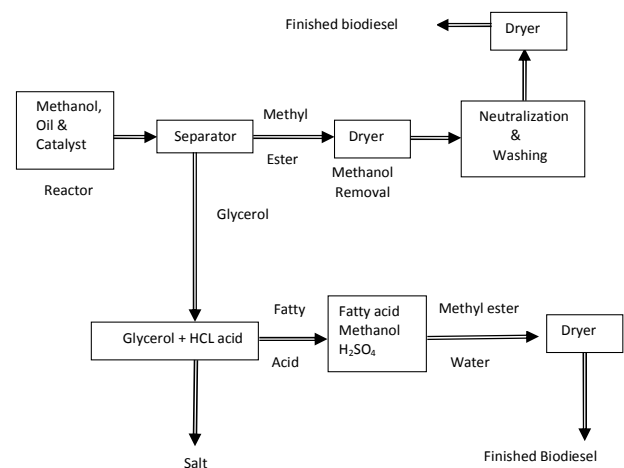 Finished biodiesel
Dryer
Methanol,
Oil &
Catalyst
Reactor
Separator
Methyl
Ester
Dryer
Methanol
Removal
Neutralization
&
Washing
Glycerol
Glycerol + HCL acid
Fatty
Acid
Fatty acid
Methanol
H₂SO₄
Methyl ester
Water
Dryer
Salt
Finished Biodiesel